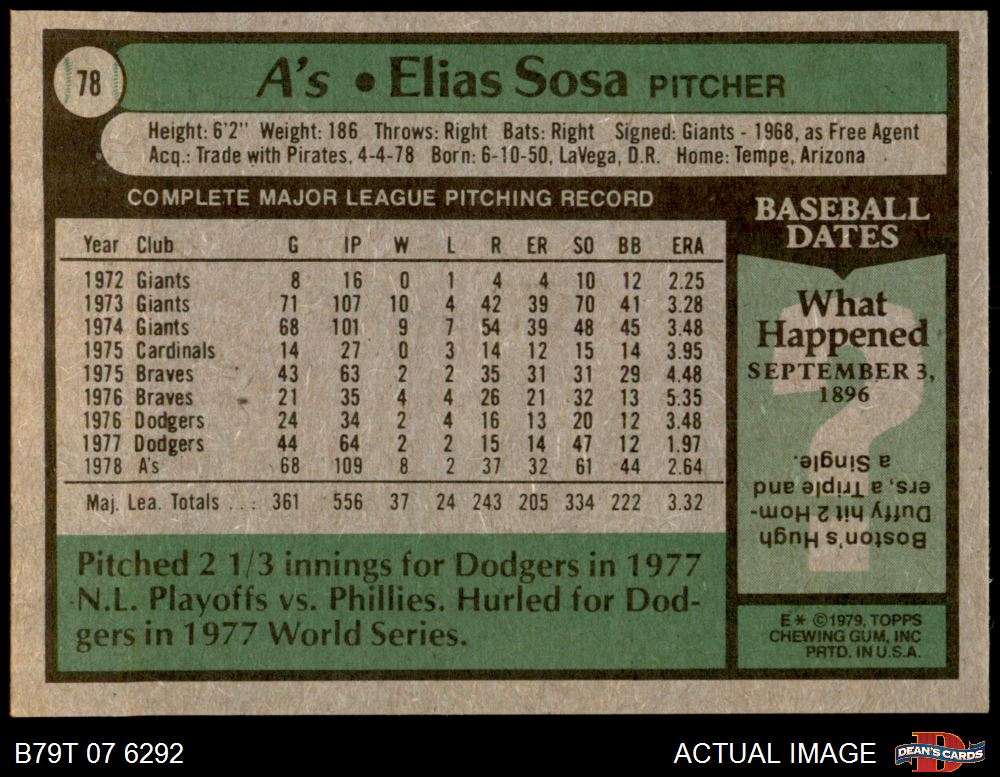 78
A's • Elias Sosa PITCHER
Height: 6'2" Weight: 186 Throws: Right Bats: Right Signed: Giants - 1968, as Free Agent
Acq.: Trade with Pirates, 4-4-78 Born: 6-10-50, LaVega, D.R. Home: Tempe, Arizona
COMPLETE MAJOR LEAGUE PITCHING RECORD
Year Club G IP W L R ER SO BB ERA
1972 Giants 8 16 0 1 4 4 10 12 2.25
1973 Giants 71 107 10 4 42 39 70 41 3.28
1974 Giants 68 101 9 7 54 39 48 45 3.48
1975 Cardinals 14 27 0 3 14 12 15 14 3.95
1975 Braves 43 63 2 2 35 31 31 29 4.48
1976 Braves 21 35 4 4 26 21 32 13 5.35
1976 Dodgers 24 34 2 4 16 13 20 12 3.48
1977 Dodgers 44 64 2 2 15 14 47 12 1.97
1978 A's 68 109 8 2 37 32 61 44 2.64
Maj. Lea. Totals . . : 361 556 37 24 243 205 334 222 3.32
Pitched 2 1/3 innings for Dodgers in 1977
N.L. Playoffs vs. Phillies. Hurled for Dod-
gers in 1977 World Series.
BASEBALL
DATES
What
Happened
SEPTEMBER 3,
1896
Boston's Hugh
Duffy hit 2 Hom-
ers, a Triple and
a Single.
E* ©1979, TOPPS
CHEWING GUM, INC
PRTD. IN U.S.A.
B79T 07 6292
ACTUAL IMAGE
DEAN'S CARDS